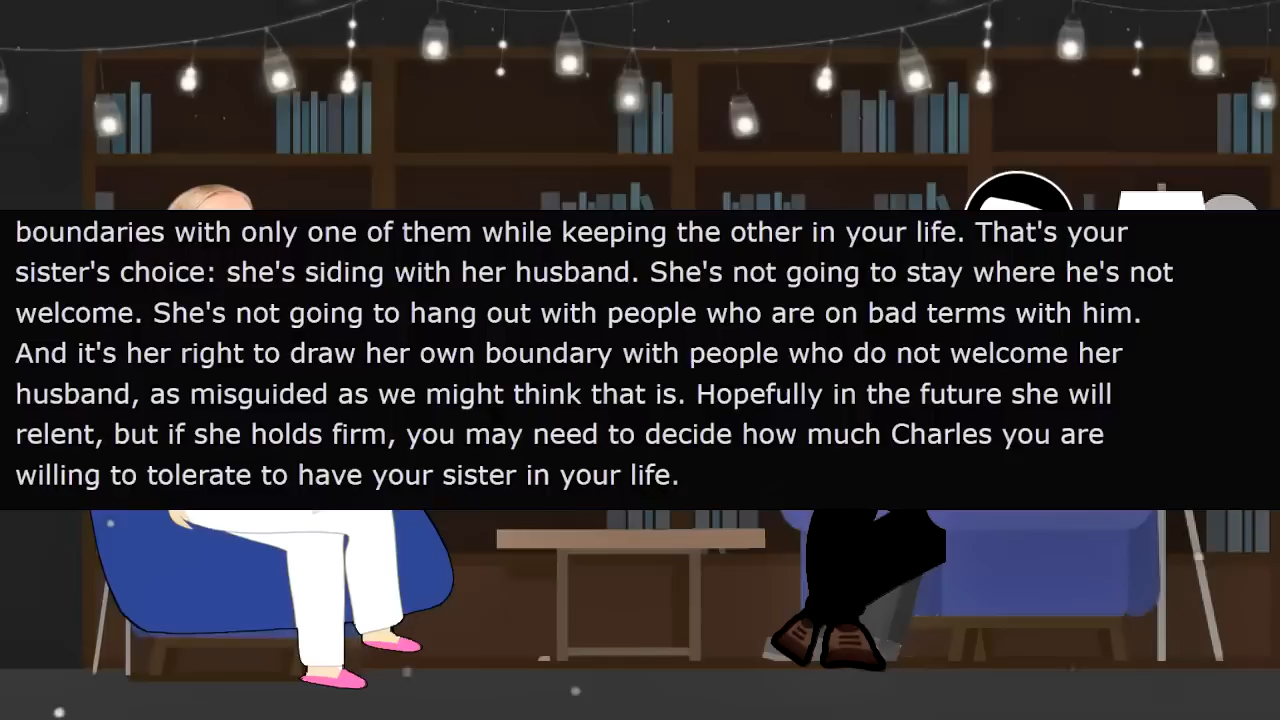 boundaries with only one of them while keeping the other in your life. That's your
sister's choice: she's siding with her husband. She's not going to stay where he's not
welcome. She's not going to hang out with people who are on bad terms with him.
And it's her right to draw her own boundary with people who do not welcome her
husband, as misguided as we might think that is. Hopefully in the future she will
relent, but if she holds firm, you may need to decide how much Charles you are
willing to tolerate to have your sister in your life.